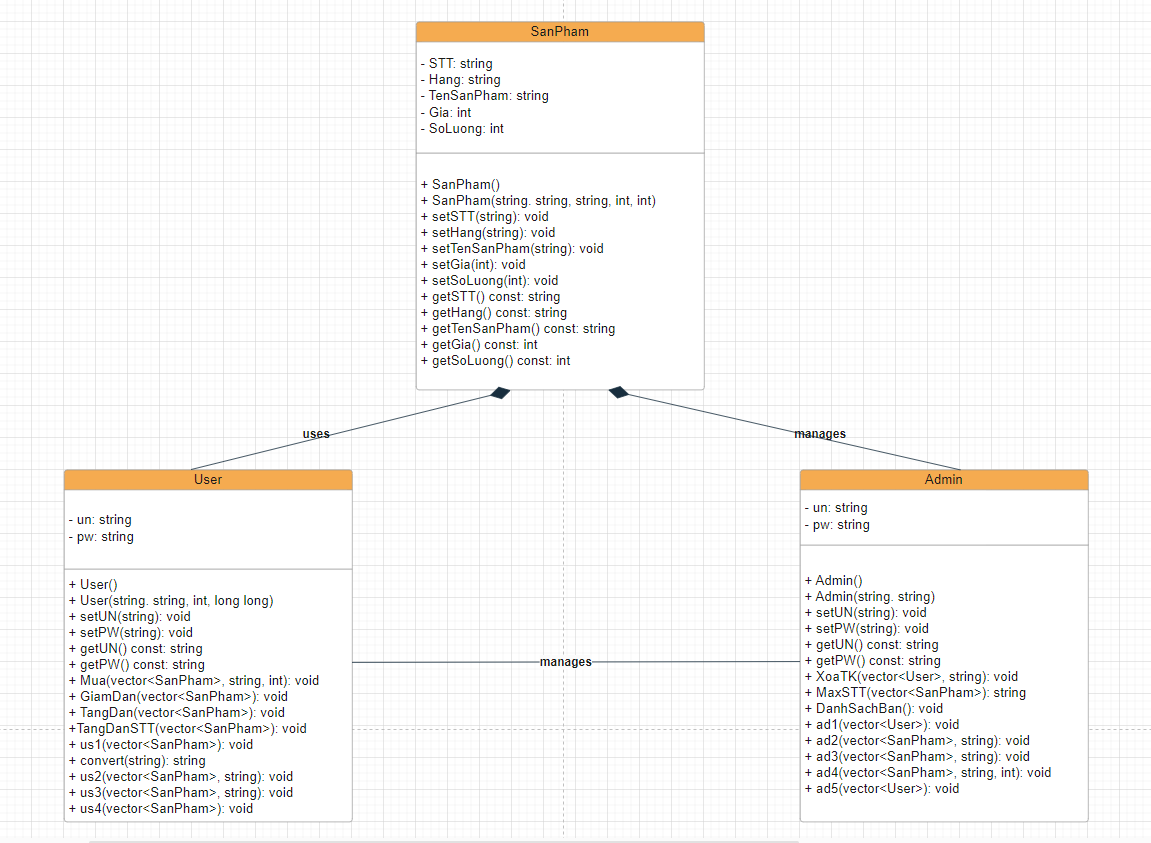 SanPham
- STT: string
- Hang: string
- TenSanPham: string
- Gia: int
- SoLuong: int
+ SanPham()
+ SanPham(string. string, string, int, int)
+ setSTT(string): void
+ setHang(string): void
+ setTenSanPham(string): void
+ setGia(int): void
+ setSoLuong(int): void
+ getSTT() const: string
+ getHang() const: string
+ getTenSanPham() const: string
+ getGia() const: int
+ getSoLuong() const: int
uses
manages
User
- un: string
- pw: string
+ User()
+ User(string. string, int, long long)
+ setUN(string): void
+ setPW(string): void
+ getUN() const: string
+ getPW() const: string
+ Mua(vector<SanPham>, string, int): void
+ GiamDan(vector<SanPham>): void
+ TangDan(vector<SanPham>): void
+TangDanSTT(vector<SanPham>): void
+ us1(vector<SanPham>): void
+ convert(string): string
+ us2(vector<SanPham>, string): void
+ us3(vector<SanPham>, string): void
+ us4(vector<SanPham>): void
manages
Admin
- un: string
- pw: string
+ Admin()
+ Admin(string. string)
+ setUN(string): void
+ setPW(string): void
+ getUN() const: string
+ getPW() const: string
+ XoaTK(vector<User>, string): void
+ MaxSTT(vector<SanPham>): string
+ DanhSachBan(): void
+ ad1(vector<User>): void
+ ad2(vector<SanPham>, string): void
+ ad3(vector<SanPham>, string): void
+ ad4(vector<SanPham>, string, int): void
+ ad5(vector<User>): void